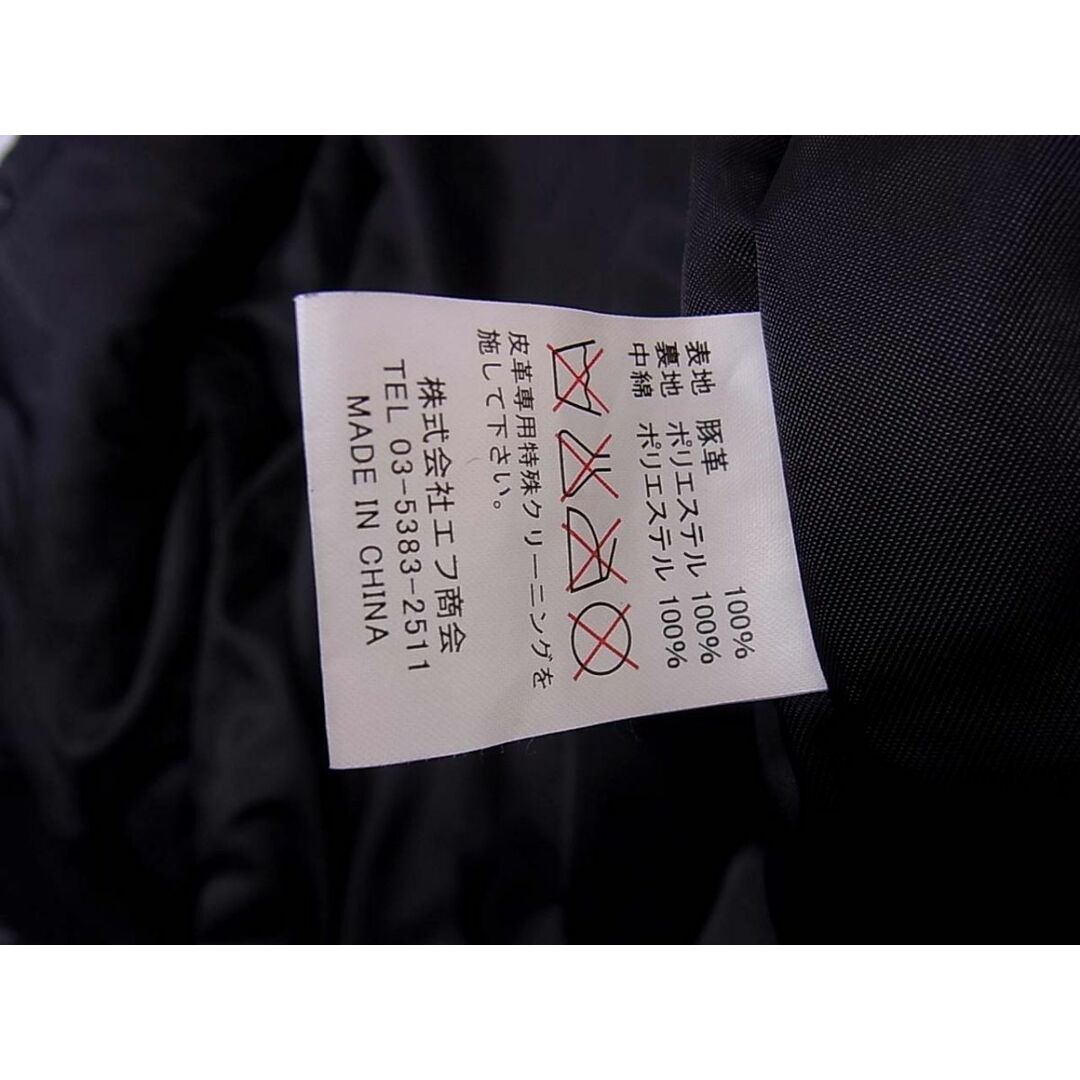 表地 豚革 100%
裏地 ポリエステル 100%
中綿 ポリエステル 100%
皮革専用特殊クリーニングを
施して下さい。
株式会社エフ商会
TEL 03-5383-2511
MADE IN CHINA